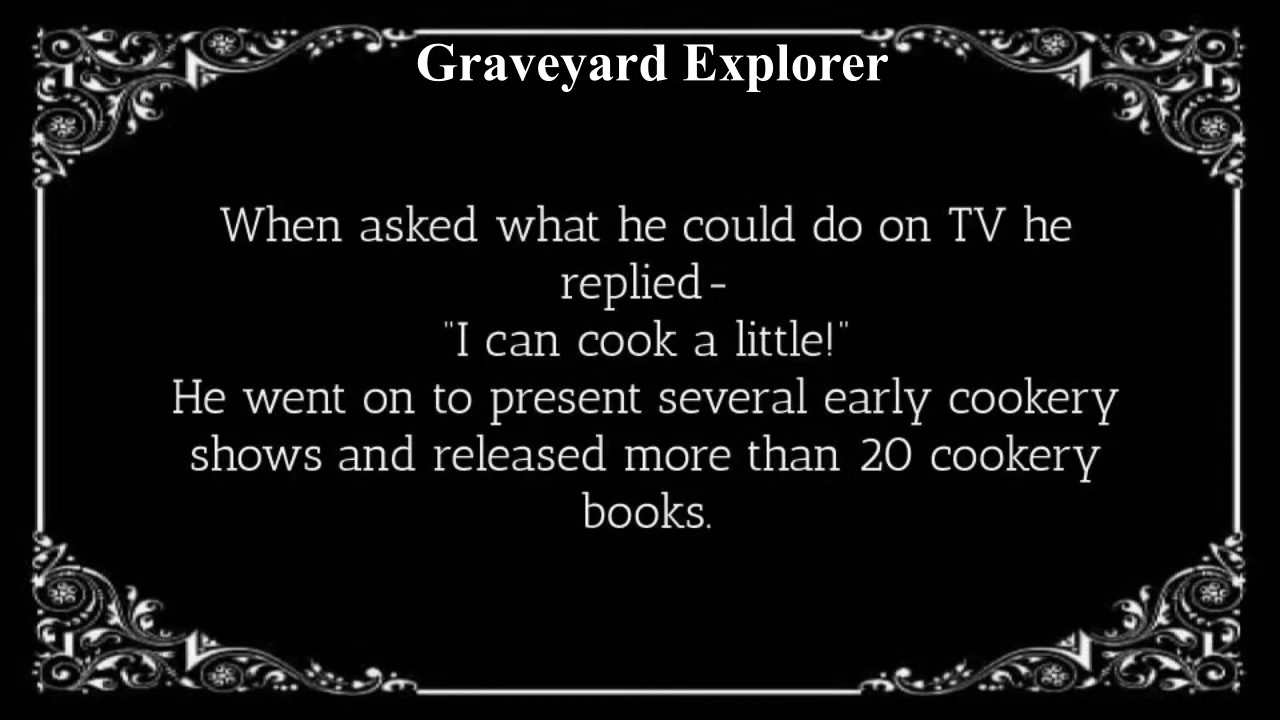 Graveyard Explorer
When asked what he could do on TV he
replied-
"I can cook a little!"
He went on to present several early cookery
shows and released more than 20 cookery
books.